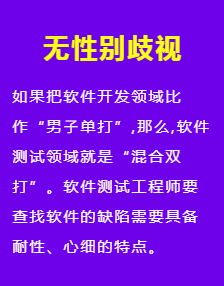 无性别歧视
如果把软件开发领域比
作“男子单打”,那么,软件
测试领域就是“混合双
打”。软件测试工程师要
查找软件的缺陷需要具备
耐性、心细的特点。